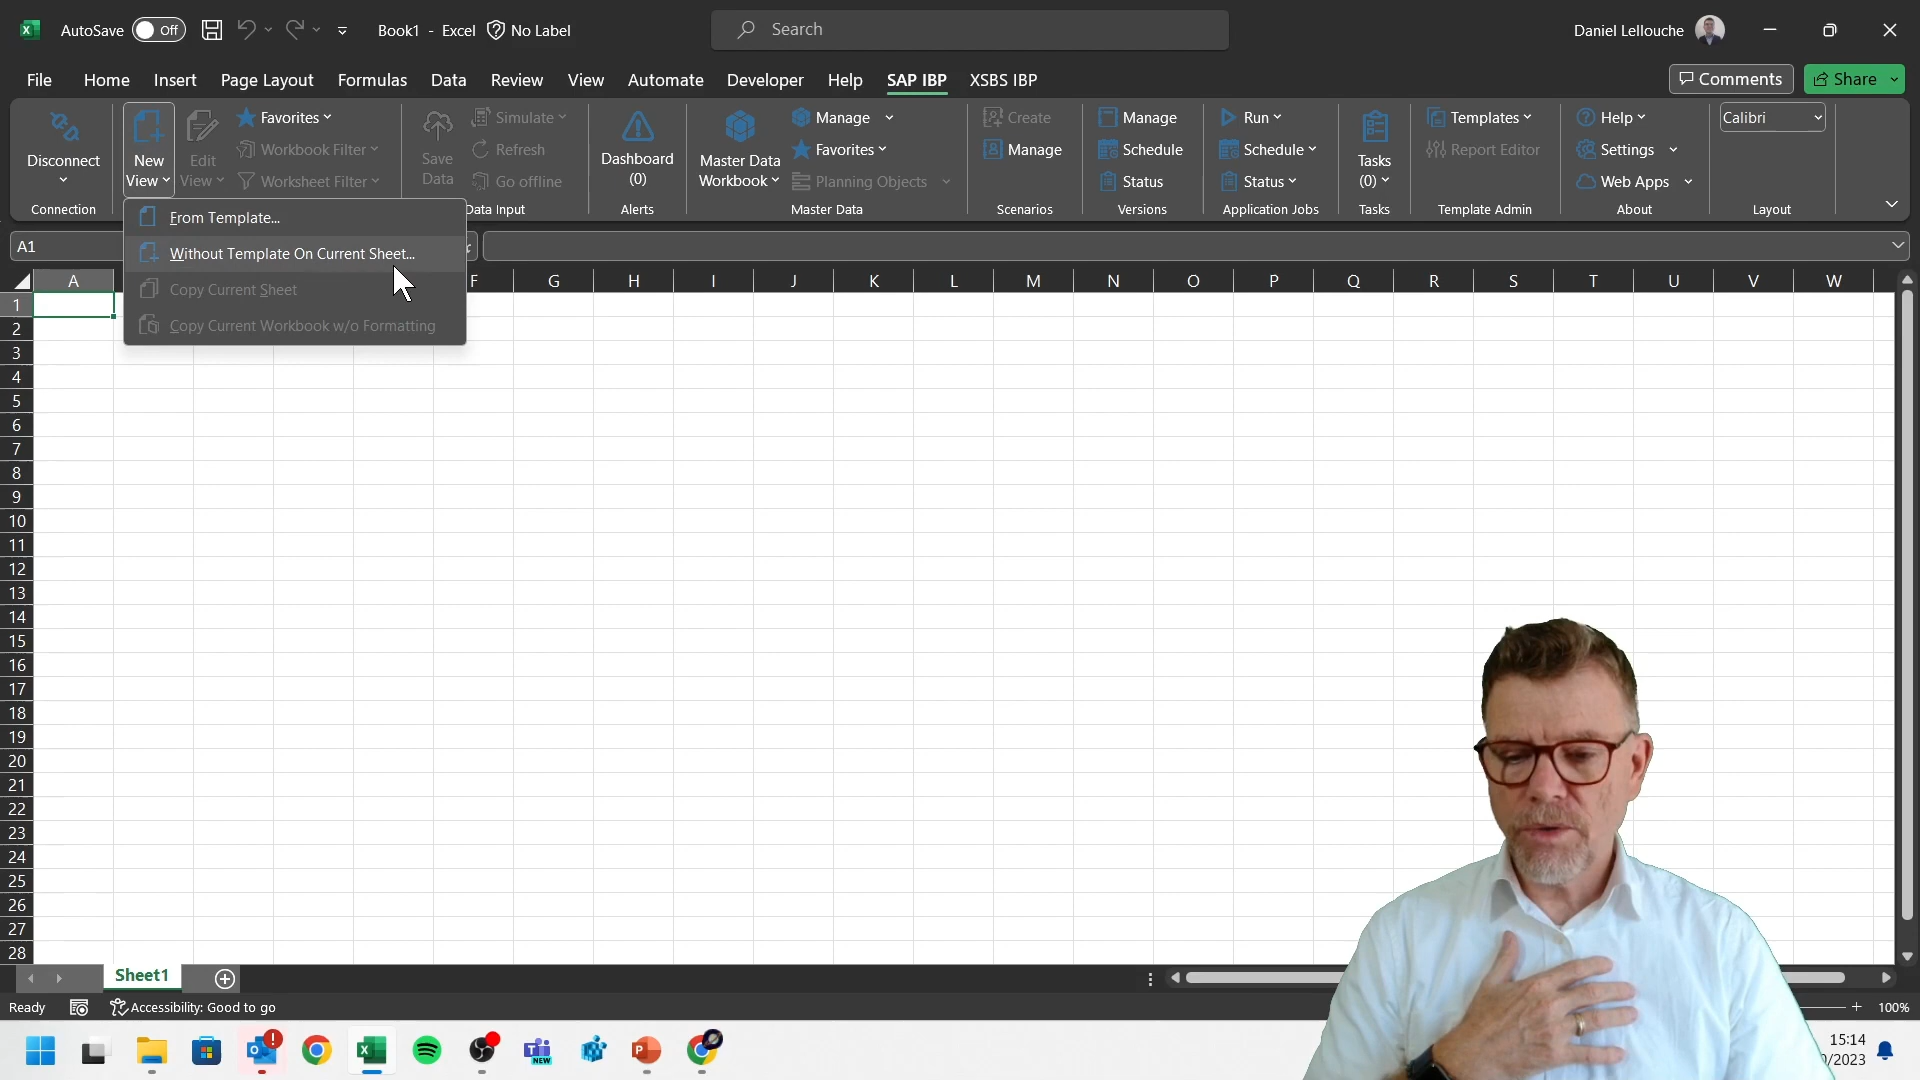 AutoSave Off Book1 - Excel No Label Search Daniel Lellouche
File Home Insert Page Layout Formulas Data Review View Automate Developer Help SAP IBP XSBS IBP Comments Share
Disconnect
Connection
New
View
Edit
View
Favorites
Workbook Filter
Worksheet Filter
Save
Data
Simulate
Refresh
Go offline
Data Input
Dashboard
(0)
Alerts
Master Data
Workbook
Manage
Favorites
Planning Objects
Master Data
Create
Manage
Scenarios
Manage
Schedule
Status
Versions
Run
Schedule
Status
Application Jobs
Tasks
(0)
Tasks
Templates
Report Editor
Template Admin
Help
Settings
Web Apps
About
Calibri
Layout
From Template...
Without Template On Current Sheet...
Copy Current Sheet
Copy Current Workbook w/o Formatting
A1
A F G H I J K L M N O P Q R S T U V W
1
2
3
4
5
6
7
8
9
10
11
12
13
14
15
16
17
18
19
20
21
22
23
24
25
26
27
28
Sheet1
Ready Accessibility: Good to go 100%
NEW
15:14
/2023